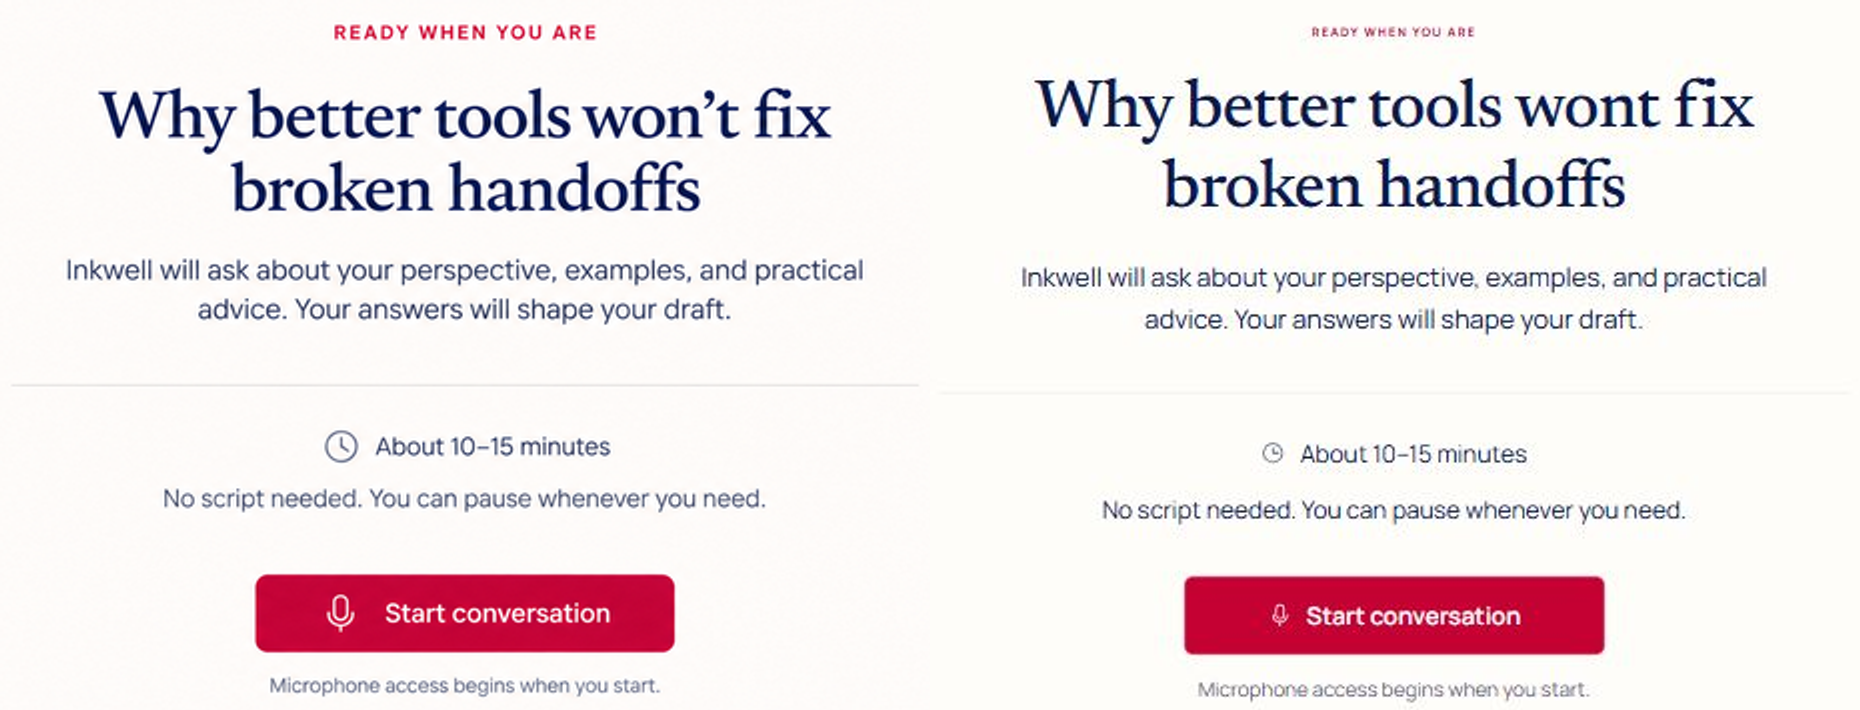 READY WHEN YOU ARE
Why better tools won’t fix
broken handoffs
Inkwell will ask about your perspective, examples, and practical
advice. Your answers will shape your draft.
About 10–15 minutes
No script needed. You can pause whenever you need.
Start conversation
Microphone access begins when you start.
READY WHEN YOU ARE
Why better tools wont fix
broken handoffs
Inkwell will ask about your perspective, examples, and practical
advice. Your answers will shape your draft.
About 10–15 minutes
No script needed. You can pause whenever you need.
Start conversation
Microphone access begins when you start.